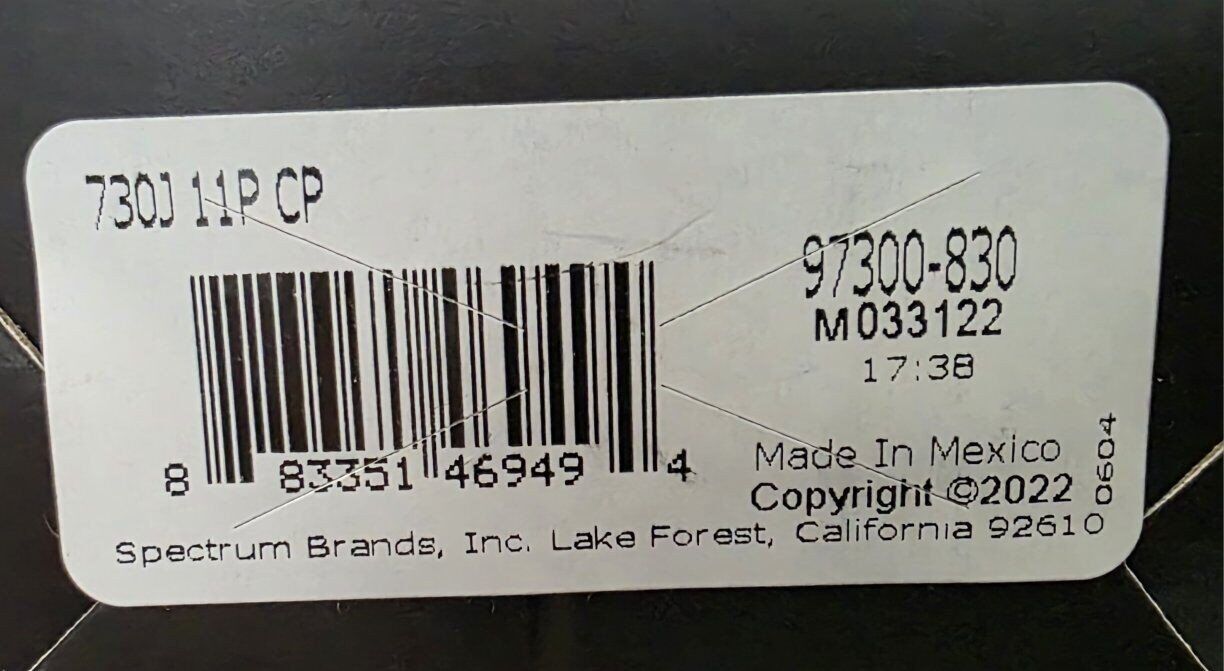 730J 11P CP
97300-830
M033122
17:38
8 83351 46949 4
Made In Mexico
Copyright ©2022
0604
Spectrum Brands, Inc. Lake Forest, California 92610